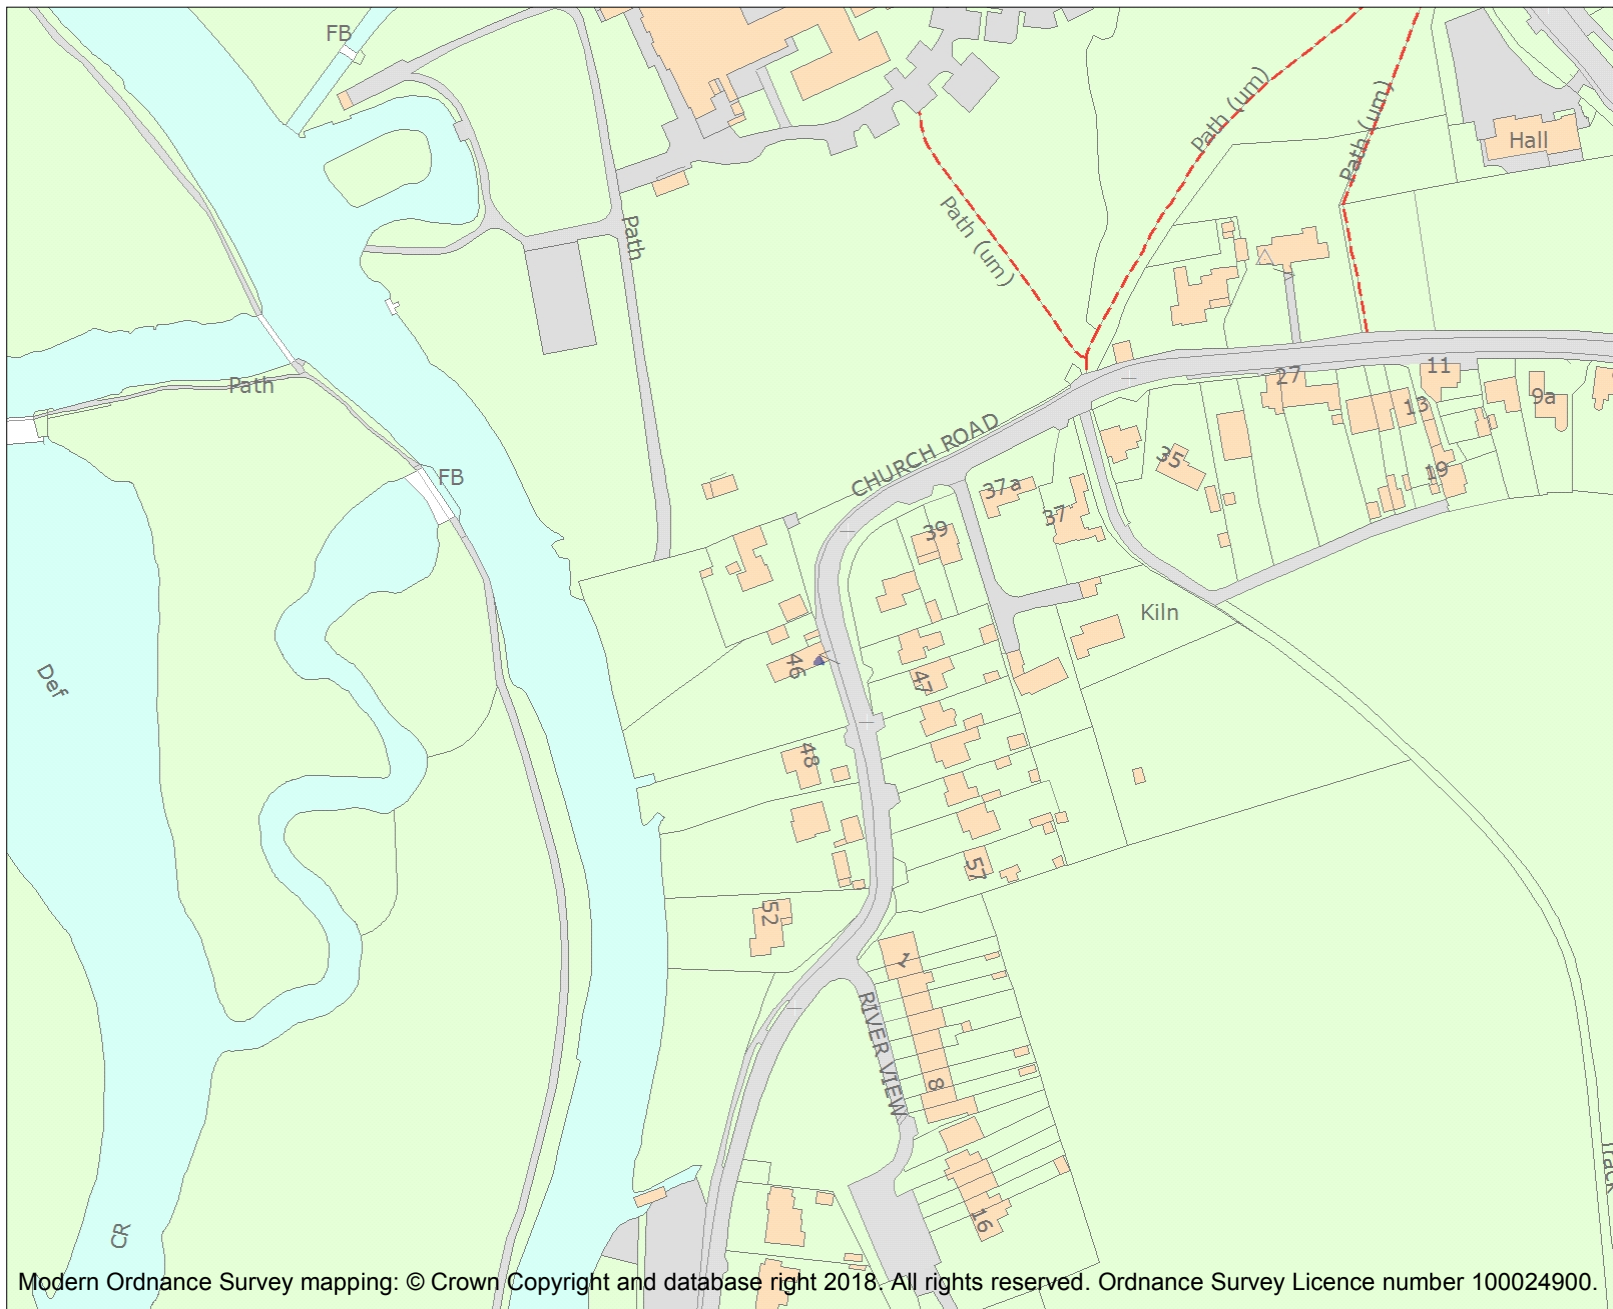 FB
Path (um)
Path (um)
Hall
Path (um)
Path
Path
11
27
9a
13
CHURCH ROAD
35
19
FB
37a
37
39
Kiln
46
47
Def
48
57
52
1
RIVER VIEW
8
Track
16
CR
Modern Ordnance Survey mapping: © Crown Copyright and database right 2018. All rights reserved. Ordnance Survey Licence number 100024900.